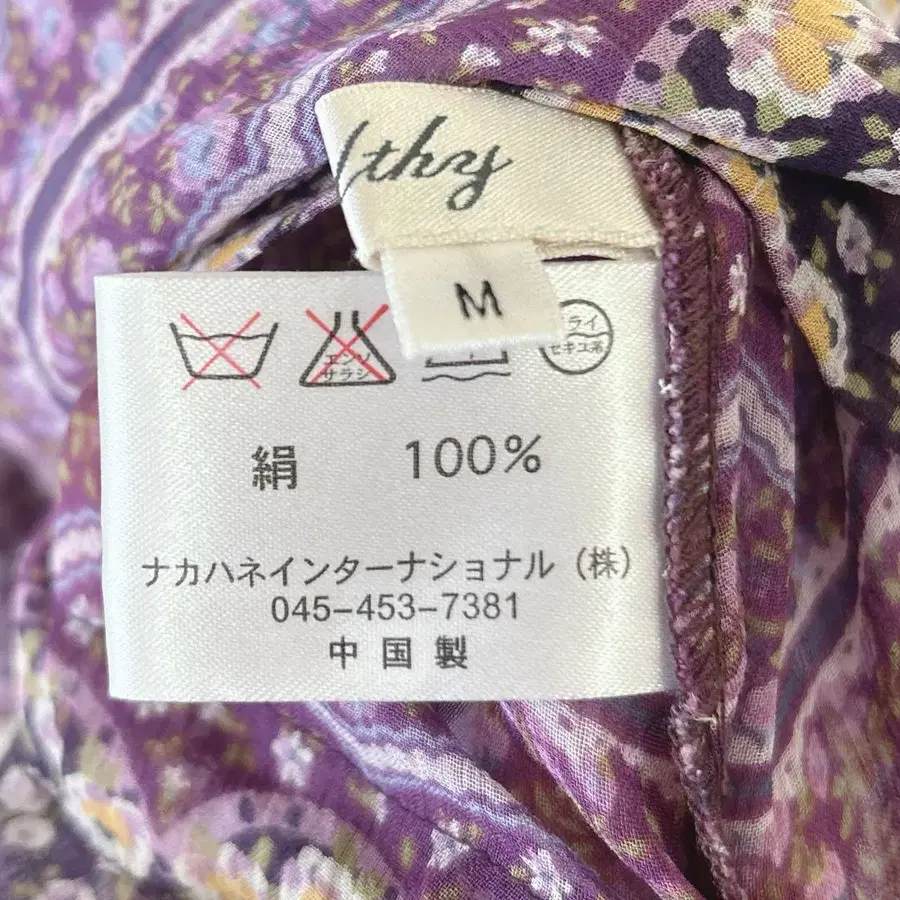 thy
M
エンソ
サラシ
ドライ
セキユ系
絹 100%
ナカハネインターナショナル（株）
045-453-7381
中国製